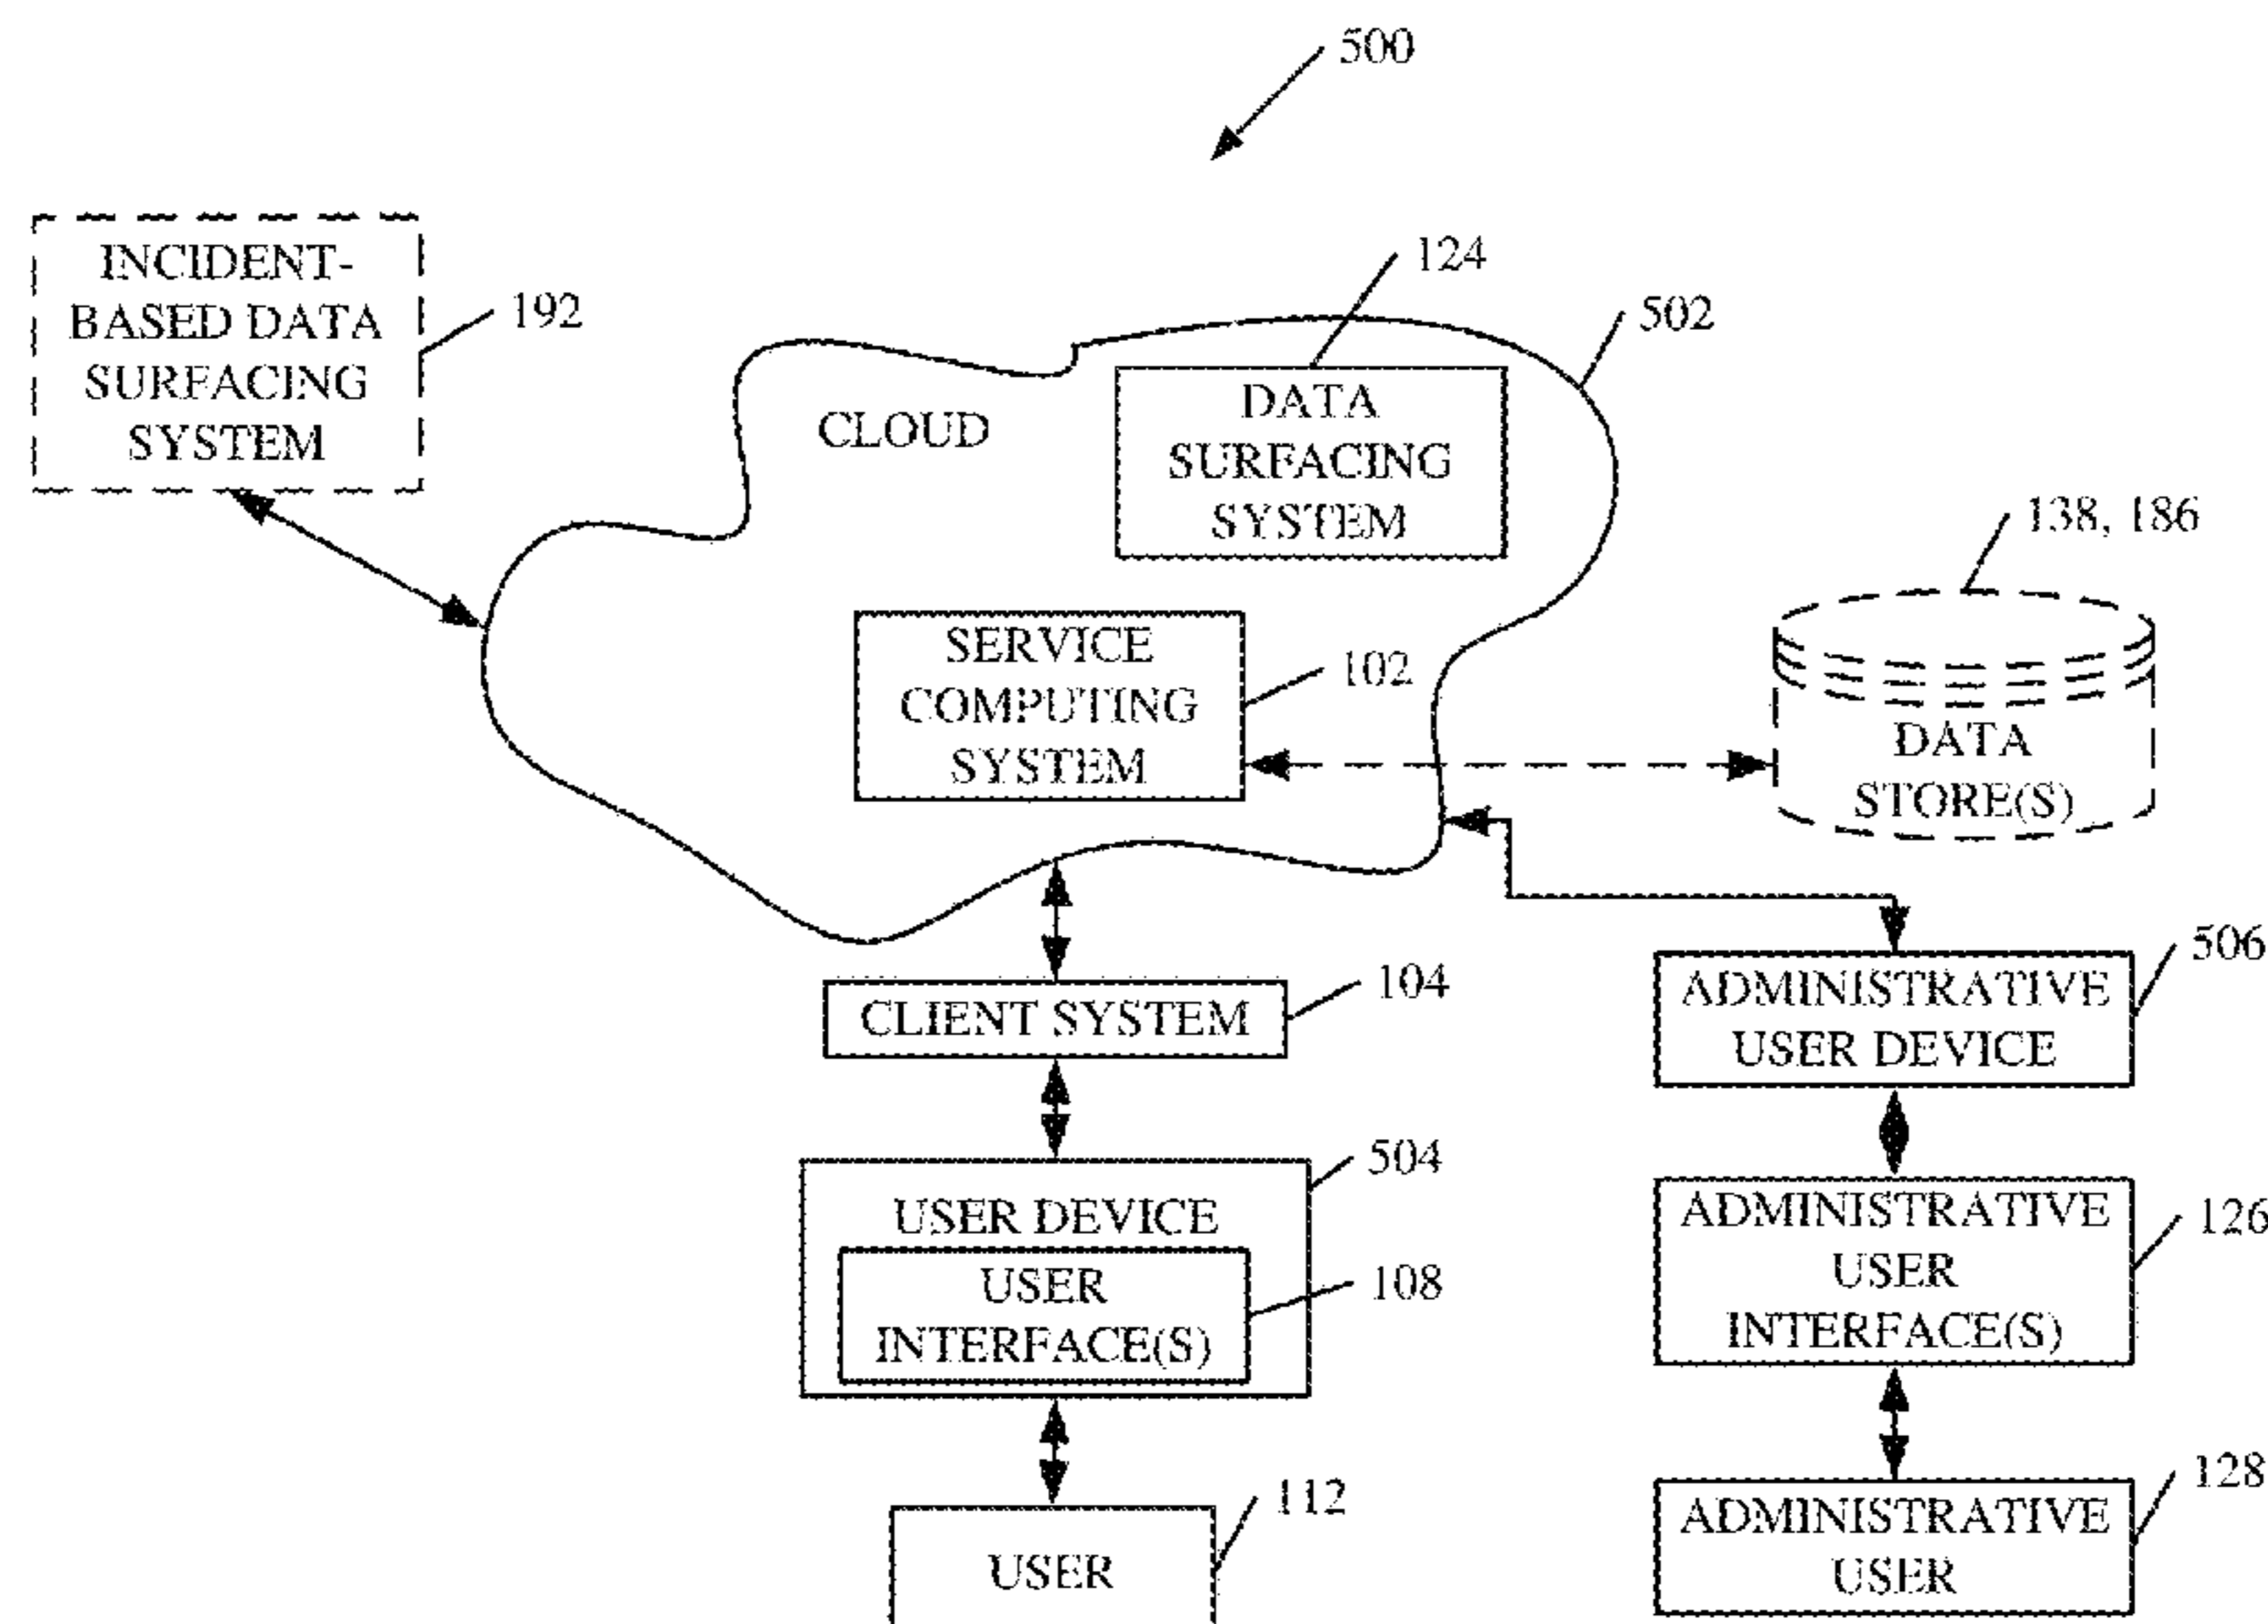 500
INCIDENT-
BASED DATA
SURFACING
SYSTEM
192
124
502
CLOUD
DATA
SURFACING
SYSTEM
138, 186
SERVICE
COMPUTING
SYSTEM
102
DATA
STORE(S)
CLIENT SYSTEM
104
ADMINISTRATIVE
USER DEVICE
506
504
USER DEVICE
USER
INTERFACE(S)
108
ADMINISTRATIVE
USER
INTERFACE(S)
126
USER
112
ADMINISTRATIVE
USER
128